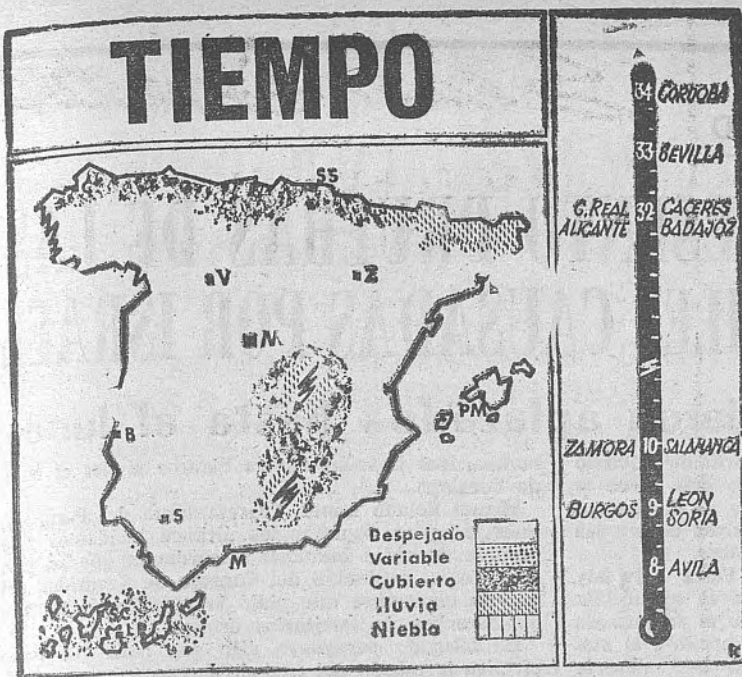 TIEMPO
SS
V
Z
M
PM
B
S
M
Despejado
Variable
Cubierto
Lluvia
Niebla
34 CORDOBA
33 SEVILLA
C. REAL 32 CACERES
ALICANTE BADAJOZ
ZAMORA 10 SALAMANCA
BURGOS 9 LEON
SORIA
8 AVILA